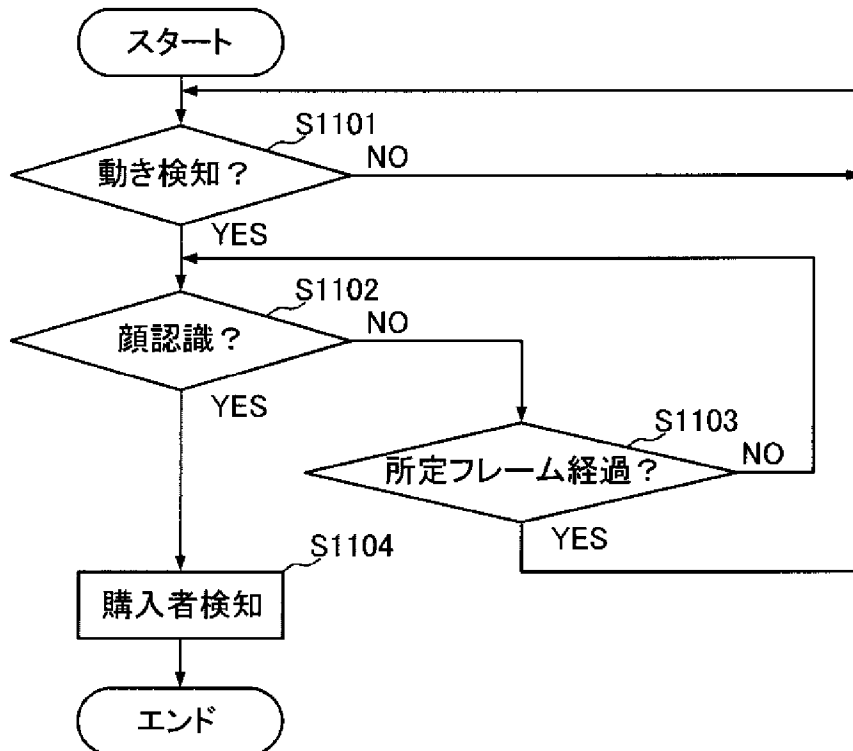 スタート
S1101
動き検知？
NO
YES
S1102
顔認識？
NO
YES
S1103
所定フレーム経過？
NO
YES
S1104
購入者検知
エンド